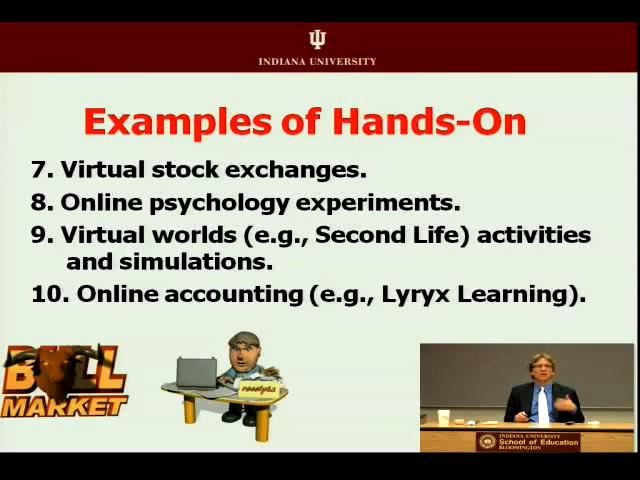 INDIANA UNIVERSITY
Examples of Hands-On
7. Virtual stock exchanges.
8. Online psychology experiments.
9. Virtual worlds (e.g., Second Life) activities
and simulations.
10. Online accounting (e.g., Lyryx Learning).
BULL
MARKET
receipts
INDIANA UNIVERSITY
School of Education
BLOOMINGTON